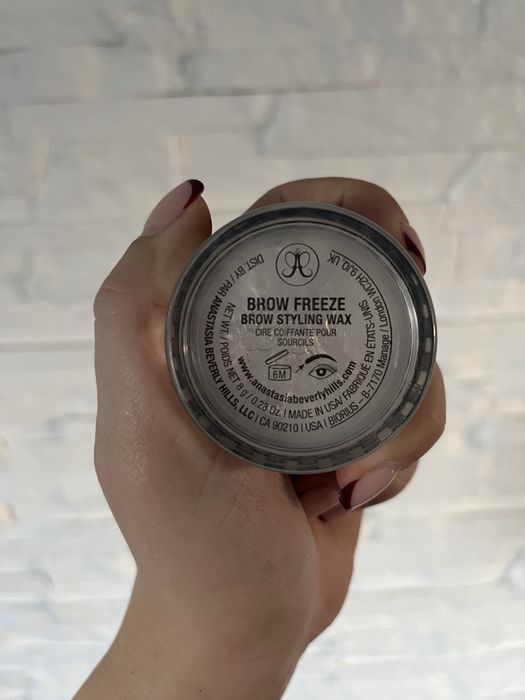 BROW FREEZE
BROW STYLING WAX
CIRE COIFFANTE POUR
SOURCILS
6M
www.anastasiabeverlyhills.com
DIST. BY / PAR ANASTASIA BEVERLY HILLS, LLC | CA 90210 | USA | BIORIUS – B-7170 Manage / London WC2H 9JQ, UK
NET WT. / POIDS NET 8 g / 0.28 Oz. | MADE IN USA/ FABRIQUÉ EN ÉTATS-UNIS